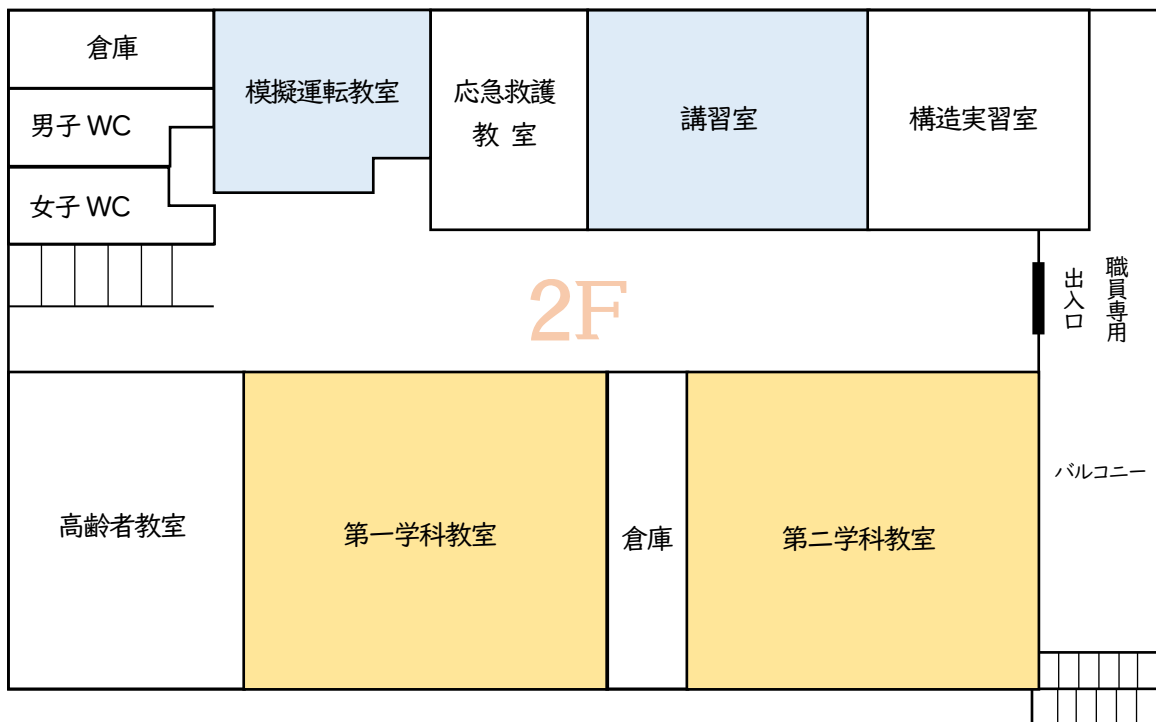 倉庫
模擬運転教室
応急救護
教 室
講習室
構造実習室
男子 WC
女子 WC
2F
出入口
職員専用
バルコニー
高齢者教室
第一学科教室
倉庫
第二学科教室